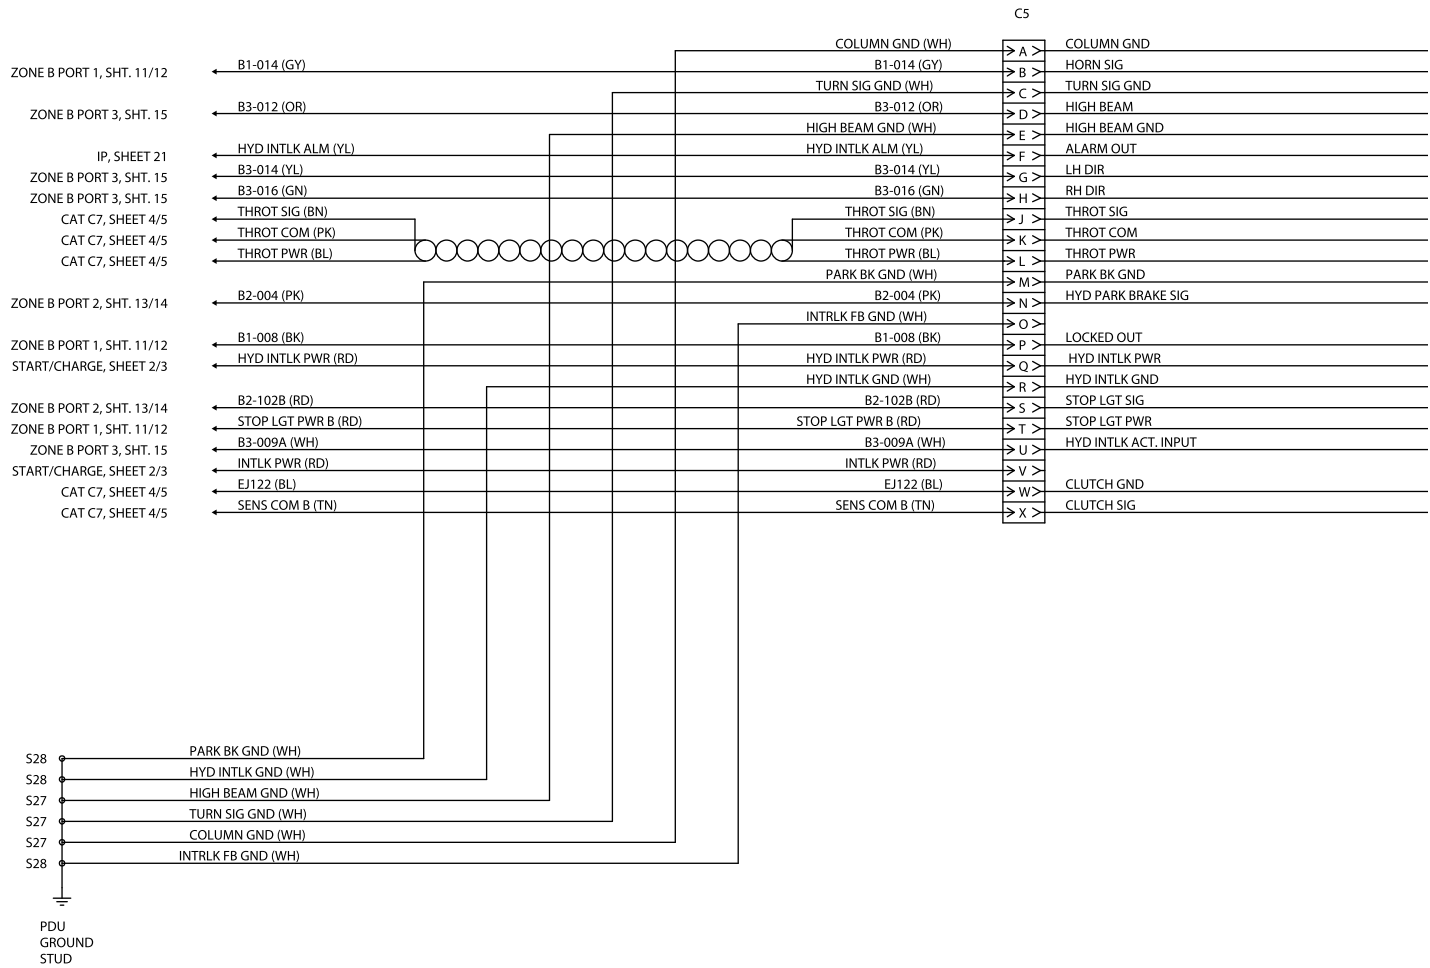 C5
COLUMN GND (WH) A COLUMN GND
ZONE B PORT 1, SHT. 11/12 B1-014 (GY) B1-014 (GY) B HORN SIG
TURN SIG GND (WH) C TURN SIG GND
ZONE B PORT 3, SHT. 15 B3-012 (OR) B3-012 (OR) D HIGH BEAM
HIGH BEAM GND (WH) E HIGH BEAM GND
IP, SHEET 21 HYD INTLK ALM (YL) HYD INTLK ALM (YL) F ALARM OUT
ZONE B PORT 3, SHT. 15 B3-014 (YL) B3-014 (YL) G LH DIR
ZONE B PORT 3, SHT. 15 B3-016 (GN) B3-016 (GN) H RH DIR
CAT C7, SHEET 4/5 THROT SIG (BN) THROT SIG (BN) J THROT SIG
CAT C7, SHEET 4/5 THROT COM (PK) THROT COM (PK) K THROT COM
CAT C7, SHEET 4/5 THROT PWR (BL) THROT PWR (BL) L THROT PWR
PARK BK GND (WH) M PARK BK GND
ZONE B PORT 2, SHT. 13/14 B2-004 (PK) B2-004 (PK) N HYD PARK BRAKE SIG
INTRLK FB GND (WH) O
ZONE B PORT 1, SHT. 11/12 B1-008 (BK) B1-008 (BK) P LOCKED OUT
START/CHARGE, SHEET 2/3 HYD INTLK PWR (RD) HYD INTLK PWR (RD) Q HYD INTLK PWR
HYD INTLK GND (WH) R HYD INTLK GND
ZONE B PORT 2, SHT. 13/14 B2-102B (RD) B2-102B (RD) S STOP LGT SIG
ZONE B PORT 1, SHT. 11/12 STOP LGT PWR B (RD) STOP LGT PWR B (RD) T STOP LGT PWR
ZONE B PORT 3, SHT. 15 B3-009A (WH) B3-009A (WH) U HYD INTLK ACT. INPUT
START/CHARGE, SHEET 2/3 INTLK PWR (RD) INTLK PWR (RD) V
CAT C7, SHEET 4/5 EJ122 (BL) EJ122 (BL) W CLUTCH GND
CAT C7, SHEET 4/5 SENS COM B (TN) SENS COM B (TN) X CLUTCH SIG
S28 PARK BK GND (WH)
S28 HYD INTLK GND (WH)
S27 HIGH BEAM GND (WH)
S27 TURN SIG GND (WH)
S27 COLUMN GND (WH)
S28 INTRLK FB GND (WH)
PDU
GROUND
STUD